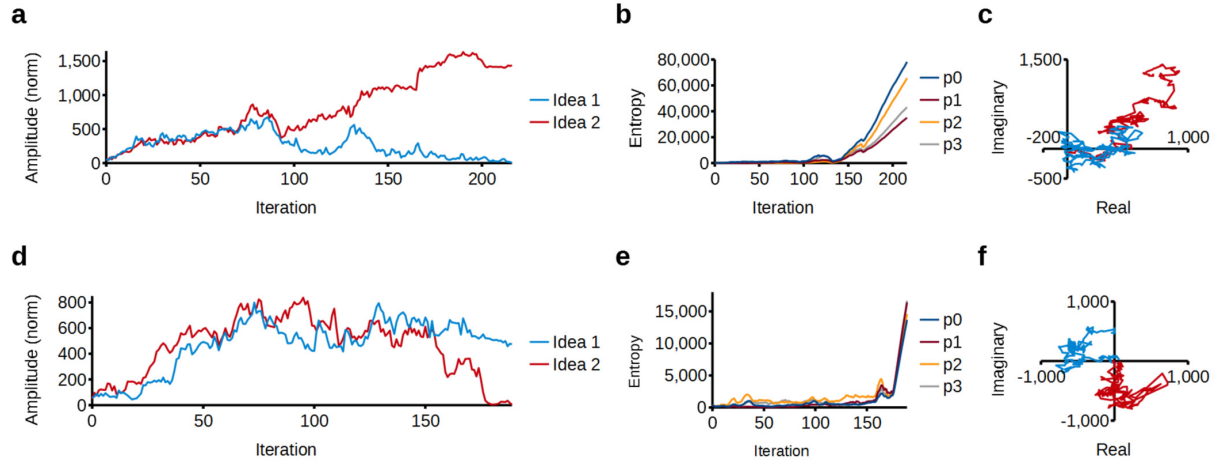 a
Amplitude (norm)
1,500
1,000
500
0
0
50
100
150
200
Iteration
Idea 1
Idea 2
b
Entropy
80,000
60,000
40,000
20,000
0
0
50
100
150
200
Iteration
p0
p1
p2
p3
c
Imaginary
1,500
-200
1,000
-500
Real
d
Amplitude (norm)
800
600
400
200
0
0
50
100
150
Iteration
Idea 1
Idea 2
e
Entropy
15,000
10,000
5,000
0
0
50
100
150
Iteration
p0
p1
p2
p3
f
Imaginary
1,000
-1,000
1,000
-1,000
Real